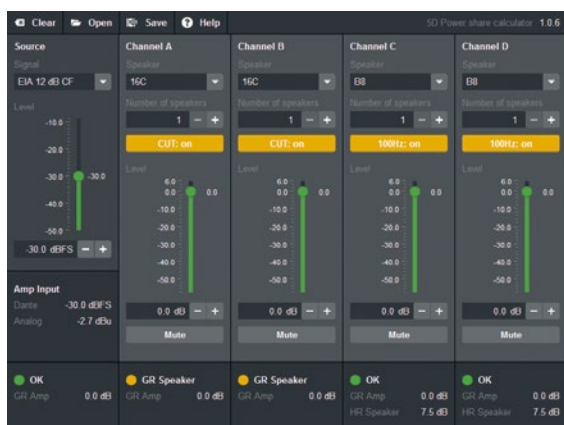 Clear Open Save Help 5D Power share calculator 1.0.6
Source
Signal
EIA 12 dB CF
Level
-10.0
-20.0
-30.0 -30.0
-40.0
-50.0
-30.0 dBFS - +
Amp Input
Dante -30.0 dBFS
Analog -2.7 dBu
OK
GR Amp 0.0 dB
Channel A
Speaker
16C
Number of speakers
1 - +
CUT: on
Level
6.0
0.0 0.0
-10.0
-20.0
-30.0
-40.0
-50.0
0.0 dB - +
Mute
GR Speaker
GR Amp 0.0 dB
Channel B
Speaker
16C
Number of speakers
1 - +
CUT: on
Level
6.0
0.0 0.0
-10.0
-20.0
-30.0
-40.0
-50.0
0.0 dB - +
Mute
GR Speaker
GR Amp 0.0 dB
Channel C
Speaker
B8
Number of speakers
1 - +
100Hz: on
Level
6.0
0.0 0.0
-10.0
-20.0
-30.0
-40.0
-50.0
0.0 dB - +
Mute
OK
GR Amp 0.0 dB
HR Speaker 7.5 dB
Channel D
Speaker
B8
Number of speakers
1 - +
100Hz: on
Level
6.0
0.0 0.0
-10.0
-20.0
-30.0
-40.0
-50.0
0.0 dB - +
Mute
OK
GR Amp 0.0 dB
HR Speaker 7.5 dB